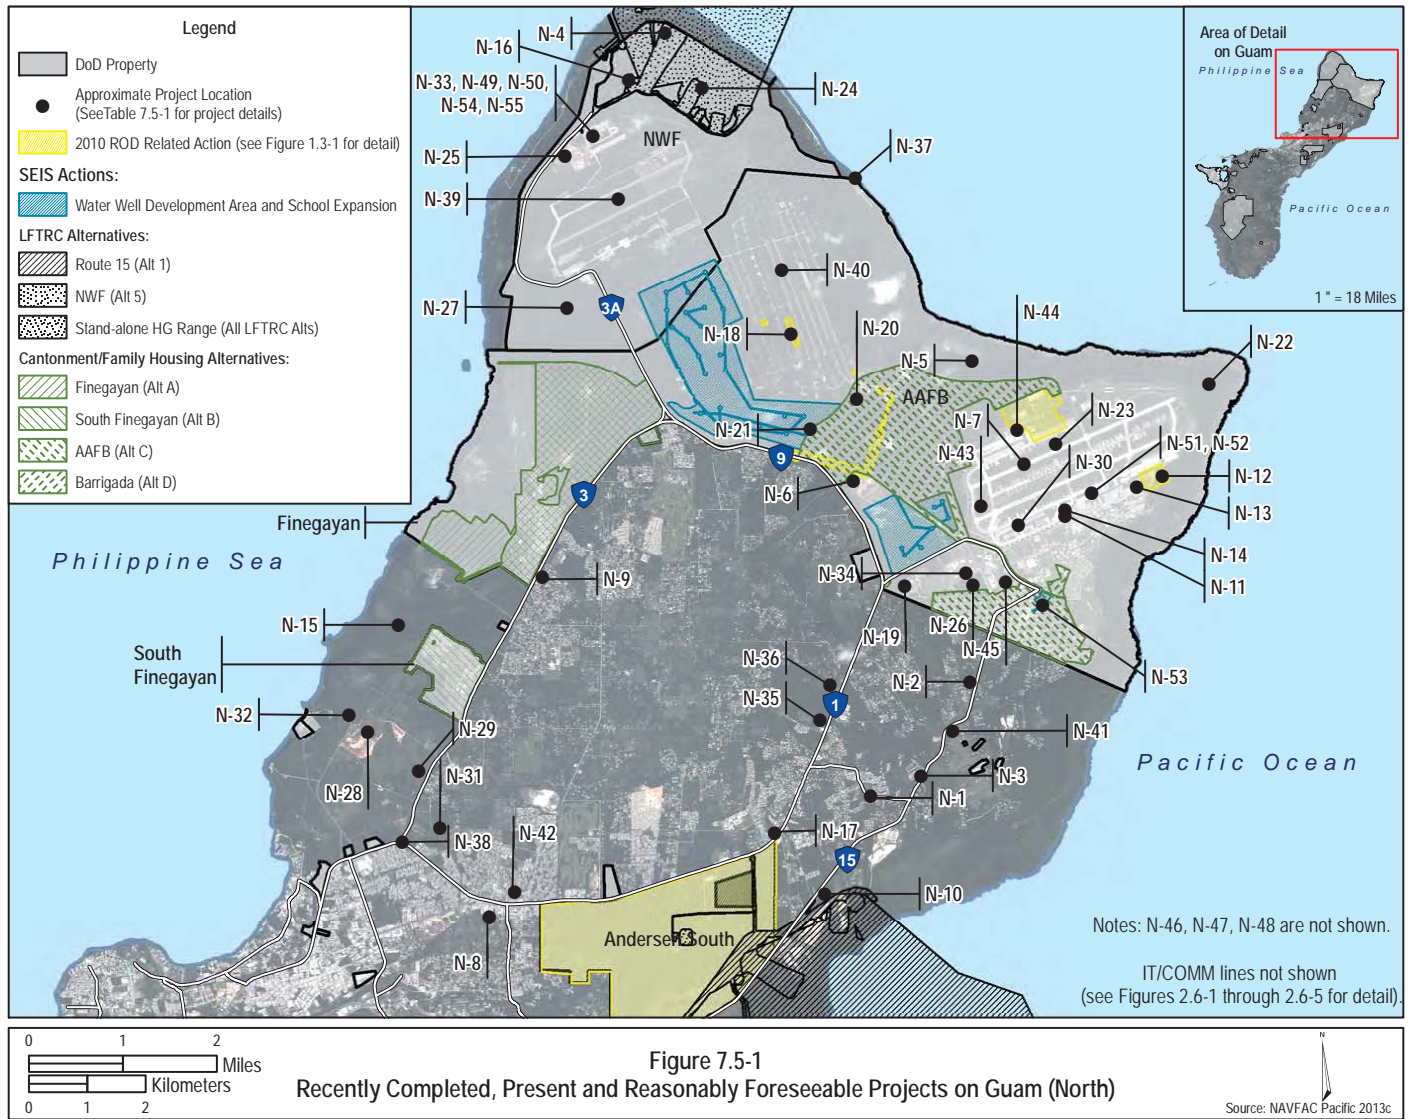 Legend
DoD Property
Approximate Project Location
(SeeTable 7.5-1 for project details)
2010 ROD Related Action (see Figure 1.3-1 for detail)
SEIS Actions:
Water Well Development Area and School Expansion
LFTRC Alternatives:
Route 15 (Alt 1)
NWF (Alt 5)
Stand-alone HG Range (All LFTRC Alts)
Cantonment/Family Housing Alternatives:
Finegayan (Alt A)
South Finegayan (Alt B)
AAFB (Alt C)
Barrigada (Alt D)
Area of Detail
on Guam
Philippine Sea
Pacific Ocean
1 " = 18 Miles
N-4
N-16
N-33, N-49, N-50,
N-54, N-55
N-24
NWF
N-25
N-37
N-39
N-40
N-27
3A
N-18
N-20
N-44
N-5
N-22
AAFB
N-7
N-23
N-21
N-43
N-51, N-52
9
N-30
N-12
3
N-6
N-13
Finegayan
Philippine Sea
N-14
N-9
N-34
N-11
N-15
N-19
N-26
N-45
South
Finegayan
N-36
N-2
N-53
N-32
N-35
1
N-29
N-41
Pacific Ocean
N-31
N-3
N-28
N-1
N-38
N-42
N-17
15
N-10
Andersen South
N-8
Notes: N-46, N-47, N-48 are not shown.
IT/COMM lines not shown
(see Figures 2.6-1 through 2.6-5 for detail).
0 1 2
Miles
Kilometers
0 1 2
Figure 7.5-1
Recently Completed, Present and Reasonably Foreseeable Projects on Guam (North)
N
Source: NAVFAC Pacific 2013c